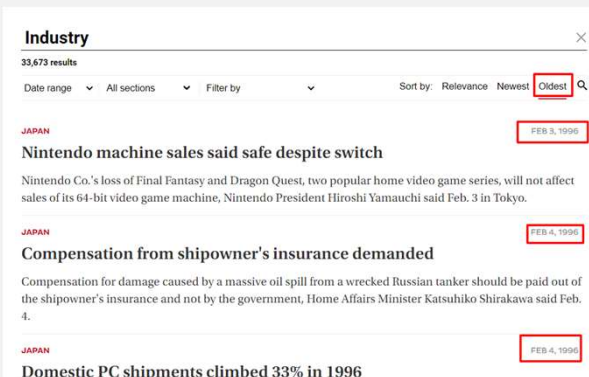 Industry
33,673 results
Date range All sections Filter by Sort by: Relevance Newest Oldest
JAPAN FEB 3, 1996
Nintendo machine sales said safe despite switch
Nintendo Co.'s loss of Final Fantasy and Dragon Quest, two popular home video game series, will not affect
sales of its 64-bit video game machine, Nintendo President Hiroshi Yamauchi said Feb. 3 in Tokyo.
JAPAN FEB 4, 1996
Compensation from shipowner's insurance demanded
Compensation for damage caused by a massive oil spill from a wrecked Russian tanker should be paid out of
the shipowner's insurance and not by the government, Home Affairs Minister Katsuhiko Shirakawa said Feb.
4.
JAPAN FEB 4, 1996
Domestic PC shipments climbed 33% in 1996